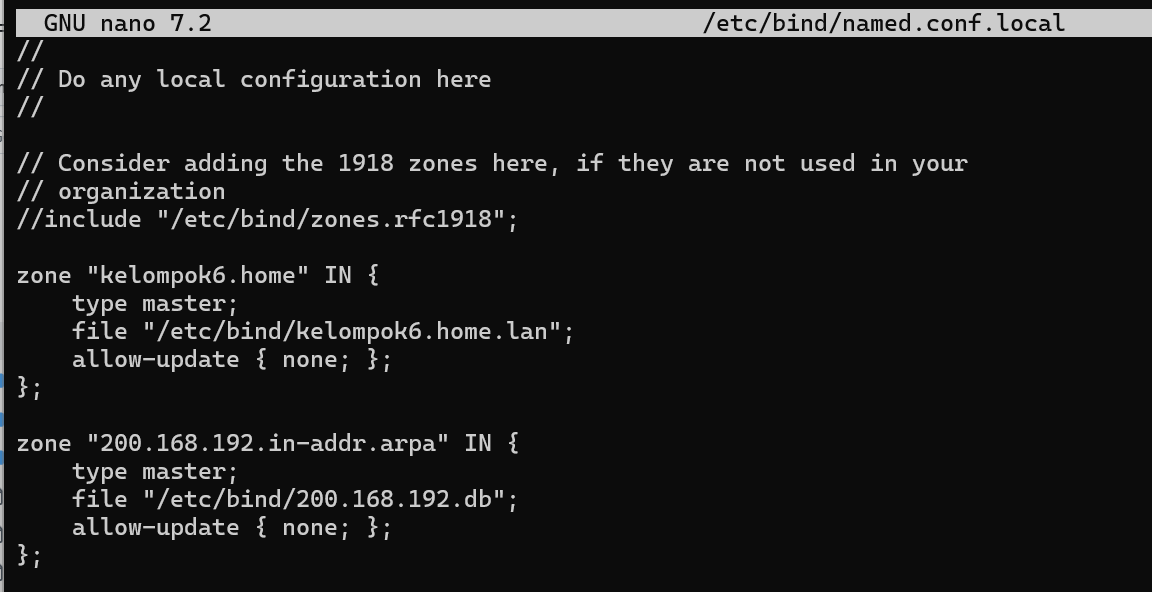 GNU nano 7.2 /etc/bind/named.conf.local
//
// Do any local configuration here
//
// Consider adding the 1918 zones here, if they are not used in your
// organization
//include "/etc/bind/zones.rfc1918";
zone "kelompok6.home" IN {
    type master;
    file "/etc/bind/kelompok6.home.lan";
    allow-update { none; };
};
zone "200.168.192.in-addr.arpa" IN {
    type master;
    file "/etc/bind/200.168.192.db";
    allow-update { none; };
};